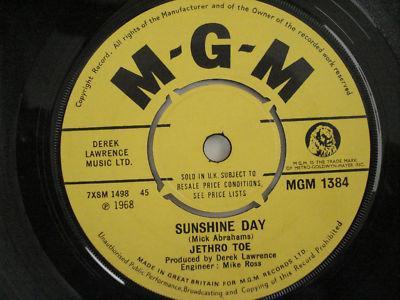 Copyright Record. All rights of the Manufacturer and of the Owner of the recorded work reserved.
M-G-M
DEREK
LAWRENCE
MUSIC LTD.
SOLD IN U.K. SUBJECT TO
RESALE PRICE CONDITIONS,
SEE PRICE LISTS
M-G-M IS THE TRADE MARK
OF METRO-GOLDWYN-MAYER INC.
7XSM 1498 45
℗ 1968
MGM 1384
SUNSHINE DAY
(Mick Abrahams)
JETHRO TOE
Produced by Derek Lawrence
Engineer : Mike Ross
Unauthorised Public Performance, Broadcasting and Copying of this Record Prohibited.
MADE IN GREAT BRITAIN FOR M.G.M. RECORDS LTD.